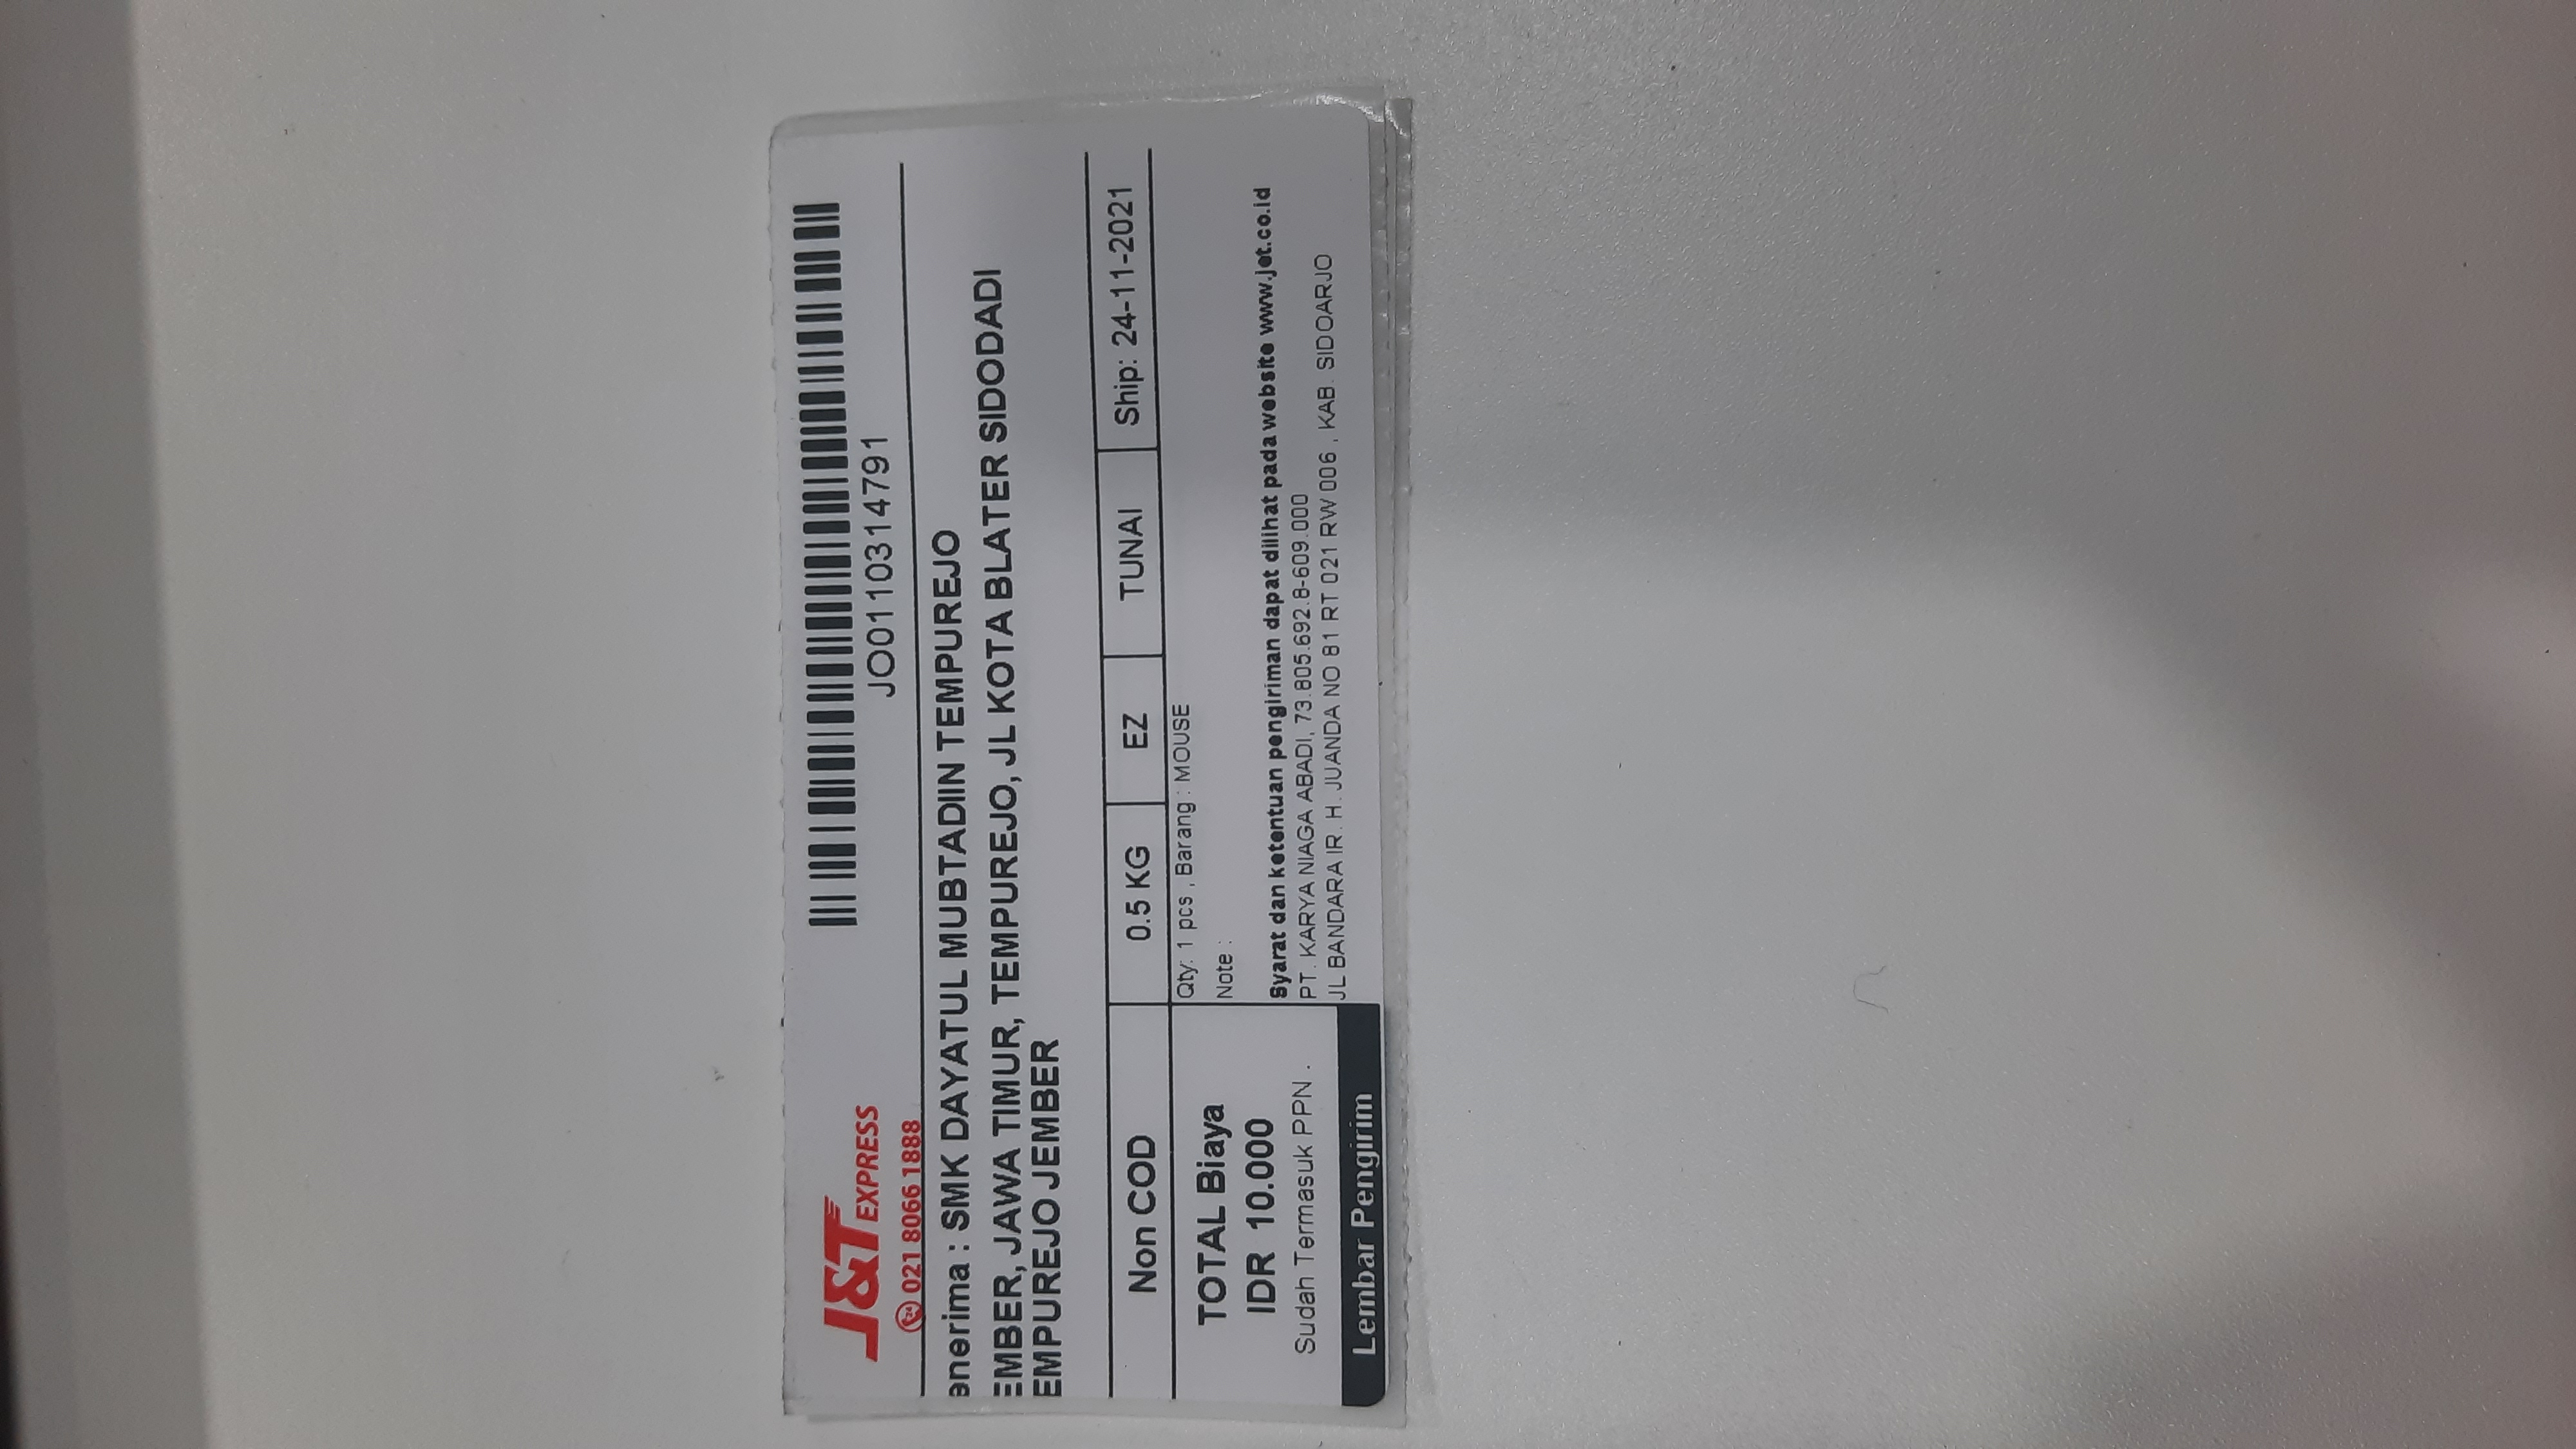 J&T EXPRESS
JO0110314791
021 8066 1888
enerima : SMK DAYATUL MUBTADIIN TEMPUREJO
EMBER, JAWA TIMUR, TEMPUREJO, JL KOTA BLATER SIDODADI
EMPUREJO JEMBER
Non COD 0.5 KG EZ TUNAI Ship: 24-11-2021
TOTAL Biaya
IDR 10.000
Sudah Termasuk PPN .
Lembar Pengirim
Qty: 1 pcs , Barang : MOUSE
Note :
Syarat dan ketentuan pengiriman dapat dilihat pada website www.jet.co.id
PT. KARYA NIAGA ABADI, 73.805.692.8-609.000
JL BANDARA IR. H. JUANDA NO 81 RT 021 RW 006 , KAB. SIDOARJO